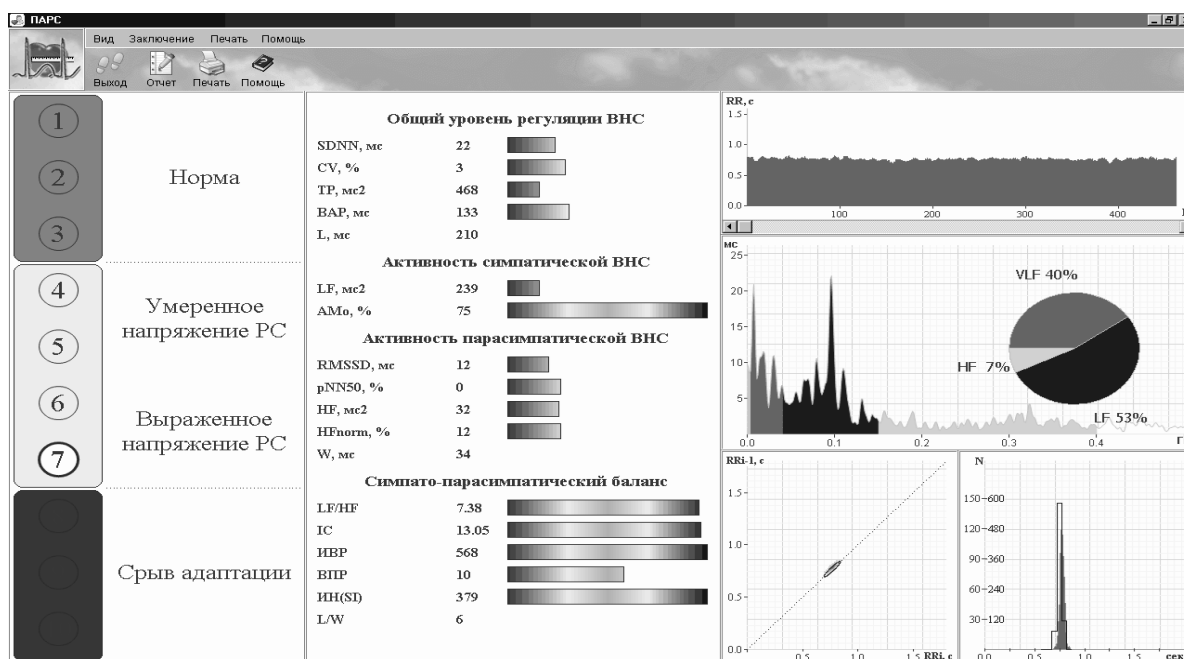 ПАРС
Вид Заключение Печать Помощь
Выход Отчет Печать Помощь
1
2
3
Норма
4
5
6
7
Умеренное
напряжение РС
Выраженное
напряжение РС
Срыв адаптации
Общий уровень регуляции ВНС
SDNN, мс 22
CV, % 3
TP, мс2 468
ВАР, мс 133
L, мс 210
Активность симпатической ВНС
LF, мс2 239
АМо, % 75
Активность парасимпатической ВНС
RMSSD, мс 12
pNN50, % 0
HF, мс2 32
HFnorm, % 12
W, мс 34
Симпато-парасимпатический баланс
LF/HF 7.38
IC 13.05
ИВР 568
ВПР 10
ИН(SI) 379
L/W 6
RR, с
1.5
1.0
0.5
0.0
100 200 300 400
мс
25
20
15
10
5
0.0 0.1 0.2 0.3 0.4 Г
VLF 40%
HF 7%
LF 53%
RRi-1, с
1.5
1.0
0.5
0.5 1.0 1.5
RRi, с
N
150-600
120-480
90-360
60-240
30-120
0.0 0.5 1.0 1.5 сек